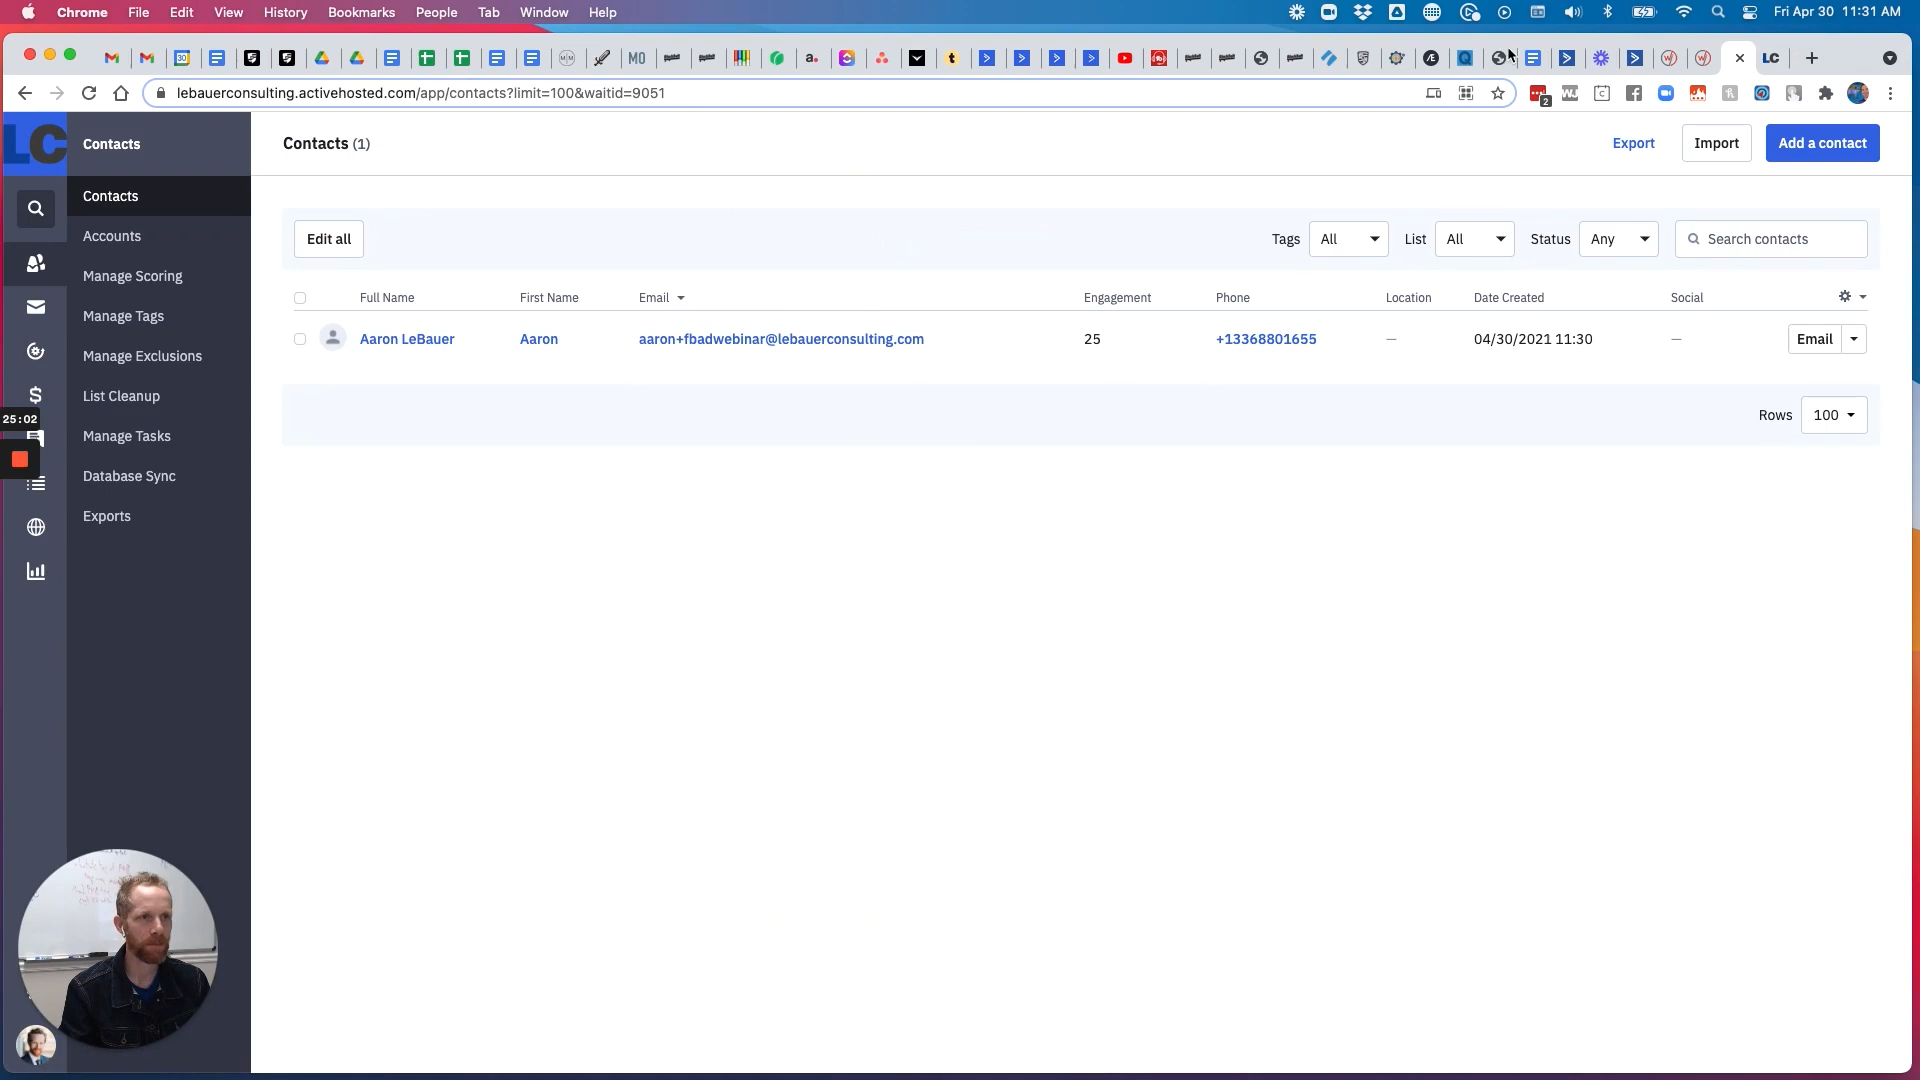 Chrome File Edit View History Bookmarks People Tab Window Help Fri Apr 30 11:31 AM
30 MO a. t Q LC
lebauerconsulting.activehosted.com/app/contacts?limit=100&waitid=9051
2
LC Contacts
Contacts (1)
Export Import Add a contact
Contacts
Accounts
Manage Scoring
Manage Tags
Manage Exclusions
List Cleanup
Manage Tasks
Database Sync
Exports
25:02
Edit all
Tags All List All Status Any Search contacts
Full Name First Name Email Engagement Phone Location Date Created Social
Aaron LeBauer Aaron aaron+fbadwebinar@lebauerconsulting.com 25 +13368801655 — 04/30/2021 11:30 — Email
Rows 100